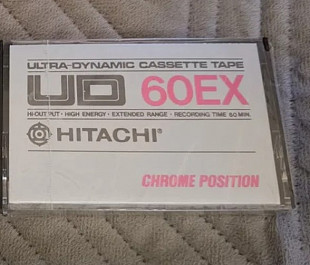 ULTRA-DYNAMIC CASSETTE TAPE
UD 60EX
HI-OUTPUT · HIGH ENERGY · EXTENDED RANGE · RECORDING TIME 60 MIN.
HITACHI®
CHROME POSITION